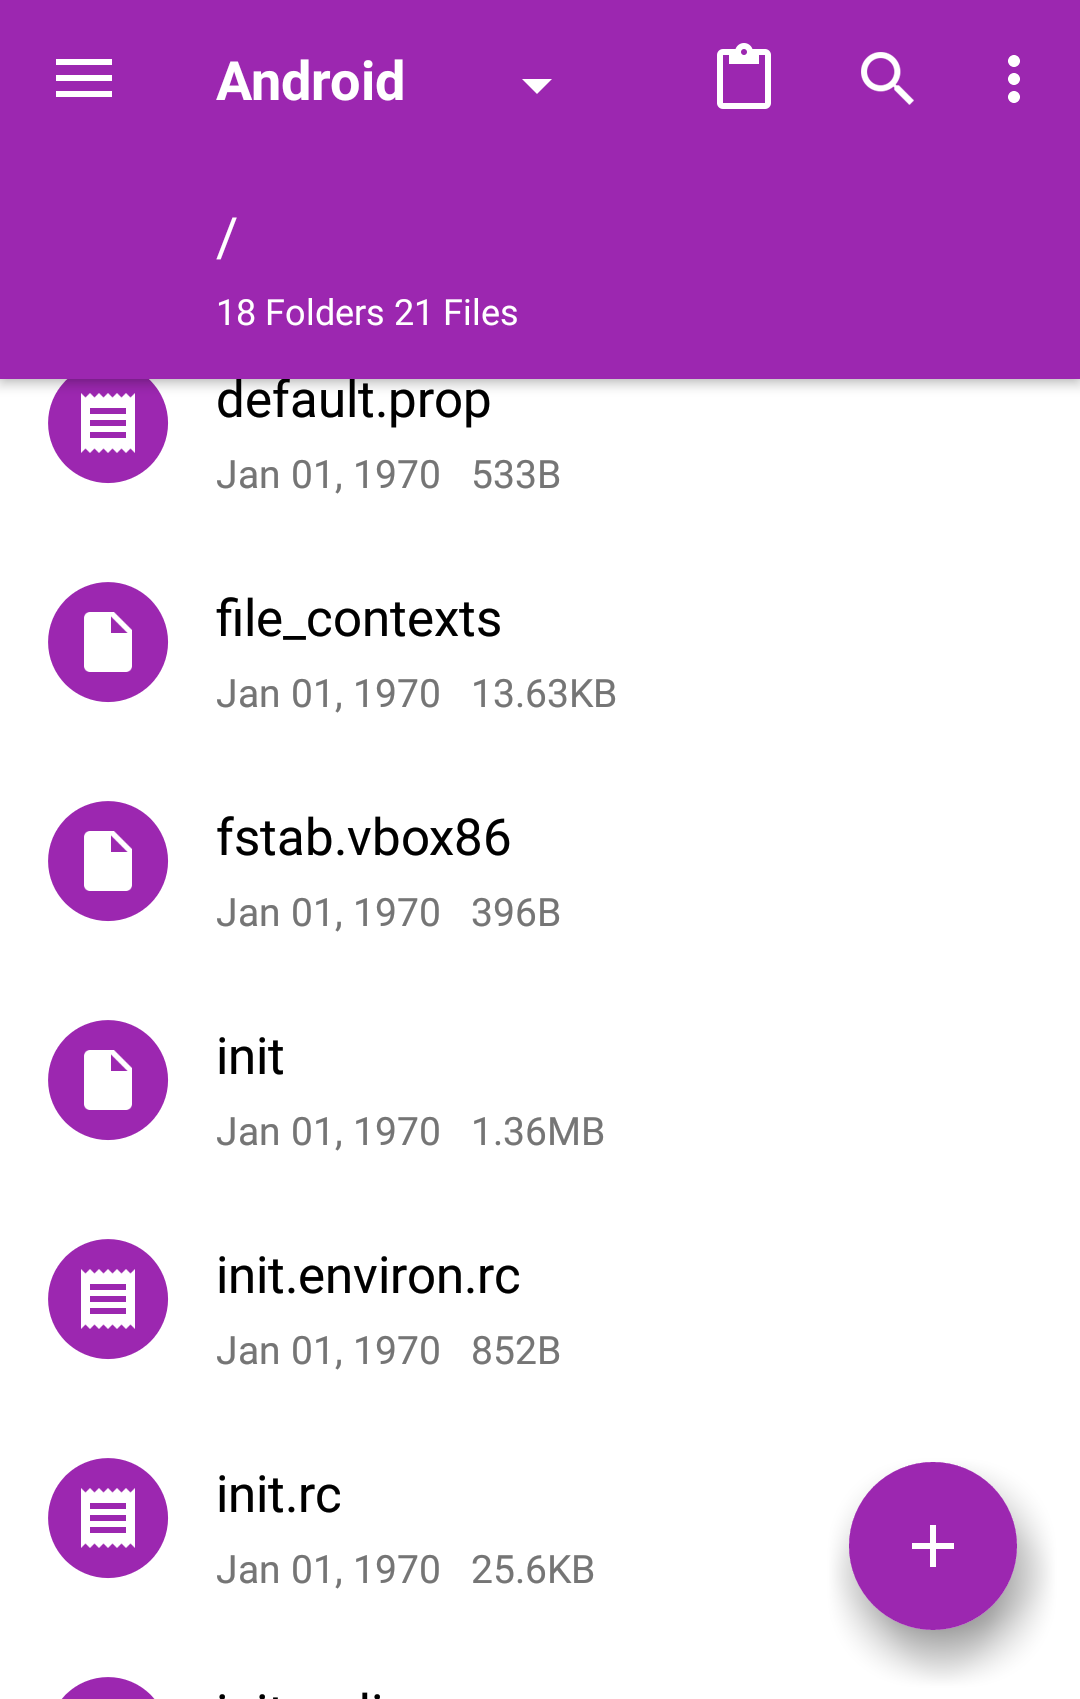 Android
/
18 Folders 21 Files
default.prop
Jan 01, 1970 533B
file_contexts
Jan 01, 1970 13.63KB
fstab.vbox86
Jan 01, 1970 396B
init
Jan 01, 1970 1.36MB
init.environ.rc
Jan 01, 1970 852B
init.rc
Jan 01, 1970 25.6KB